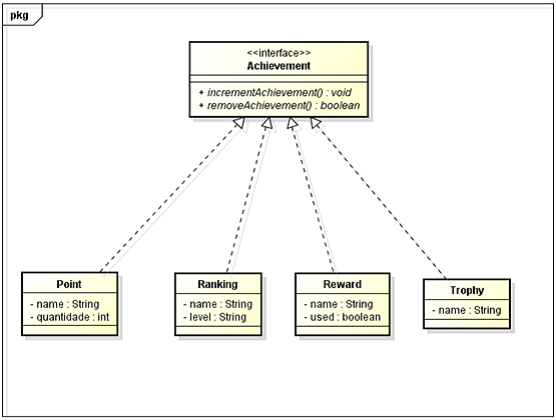 pkg
<<interface>>
Achievement
+ incrementAchievement() : void
+ removeAchievement() : boolean
Point
- name : String
- quantidade : int
Ranking
- name : String
- level : String
Reward
- name : String
- used : boolean
Trophy
- name : String